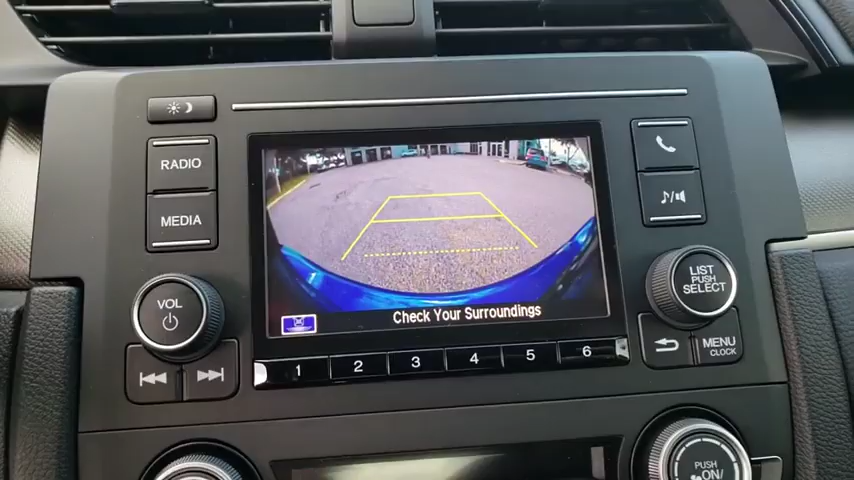 RADIO
MEDIA
VOL
LIST
PUSH
SELECT
Check Your Surroundings
1 2 3 4 5 6
MENU
CLOCK
PUSH
ON/